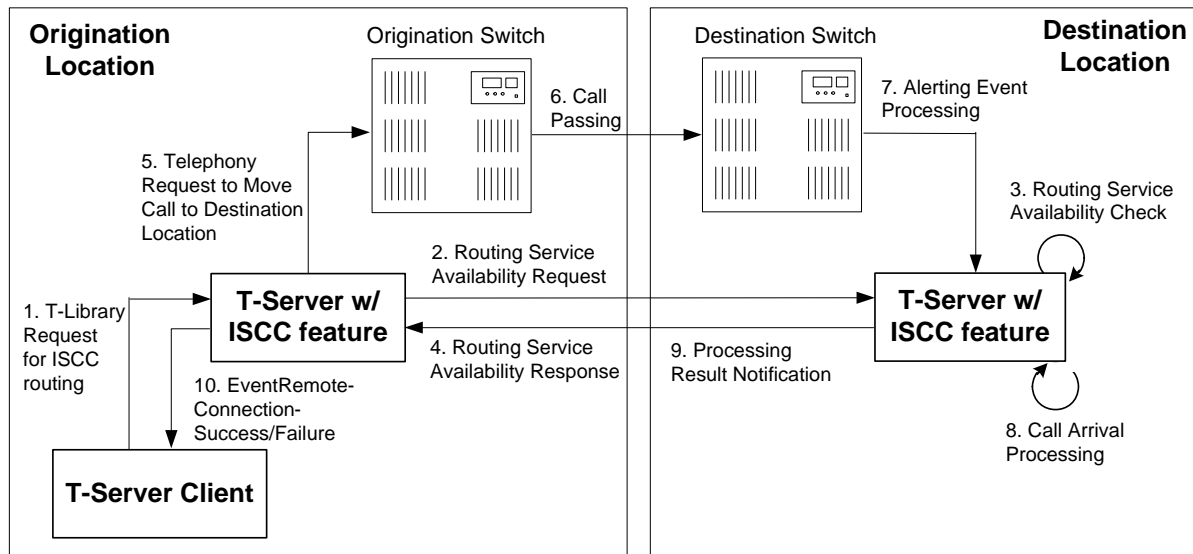 Origination
Location
Origination Switch
Destination Switch
Destination
Location
6. Call
Passing
7. Alerting Event
Processing
5. Telephony
Request to Move
Call to Destination
Location
3. Routing Service
Availability Check
2. Routing Service
Availability Request
T-Server w/
ISCC feature
T-Server w/
ISCC feature
1. T-Library
Request
for ISCC
routing
4. Routing Service
Availability Response
9. Processing
Result Notification
10. EventRemote-
Connection-
Success/Failure
8. Call Arrival
Processing
T-Server Client